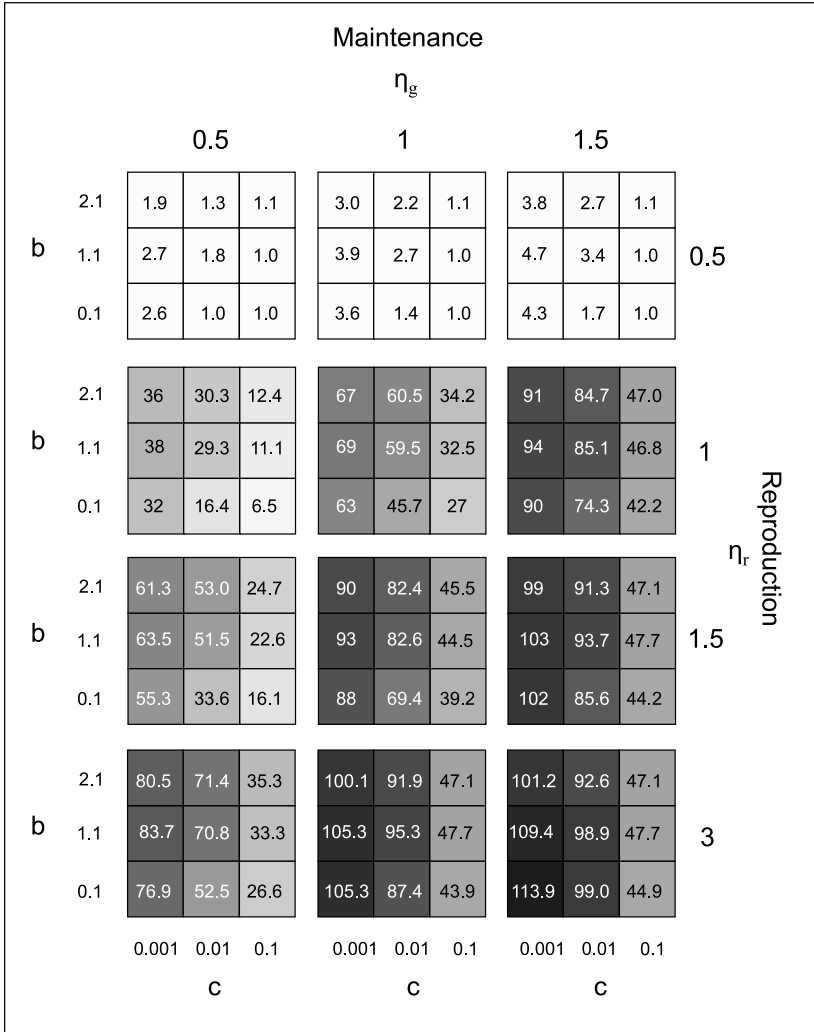 Maintenance
η_g
0.5 1 1.5
2.1 1.9 1.3 1.1 3.0 2.2 1.1 3.8 2.7 1.1
b 1.1 2.7 1.8 1.0 3.9 2.7 1.0 4.7 3.4 1.0 0.5
0.1 2.6 1.0 1.0 3.6 1.4 1.0 4.3 1.7 1.0
2.1 36 30.3 12.4 67 60.5 34.2 91 84.7 47.0
b 1.1 38 29.3 11.1 69 59.5 32.5 94 85.1 46.8 1
0.1 32 16.4 6.5 63 45.7 27 90 74.3 42.2
Reproduction
η_r
2.1 61.3 53.0 24.7 90 82.4 45.5 99 91.3 47.1
b 1.1 63.5 51.5 22.6 93 82.6 44.5 103 93.7 47.7 1.5
0.1 55.3 33.6 16.1 88 69.4 39.2 102 85.6 44.2
2.1 80.5 71.4 35.3 100.1 91.9 47.1 101.2 92.6 47.1
b 1.1 83.7 70.8 33.3 105.3 95.3 47.7 109.4 98.9 47.7 3
0.1 76.9 52.5 26.6 105.3 87.4 43.9 113.9 99.0 44.9
0.001 0.01 0.1 0.001 0.01 0.1 0.001 0.01 0.1
c c c